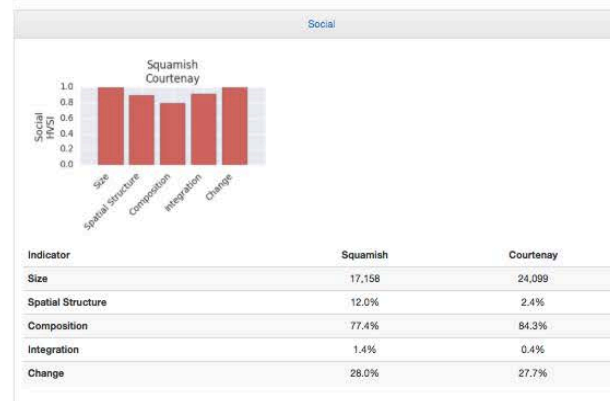 Social
Squamish
Courtenay
1.0
0.8
0.6
0.4
0.2
0.0
Social
HVSI
Size
Spatial Structure
Composition
Integration
Change
Indicator Squamish Courtenay
Size 17,158 24,099
Spatial Structure 12.0% 2.4%
Composition 77.4% 84.3%
Integration 1.4% 0.4%
Change 28.0% 27.7%